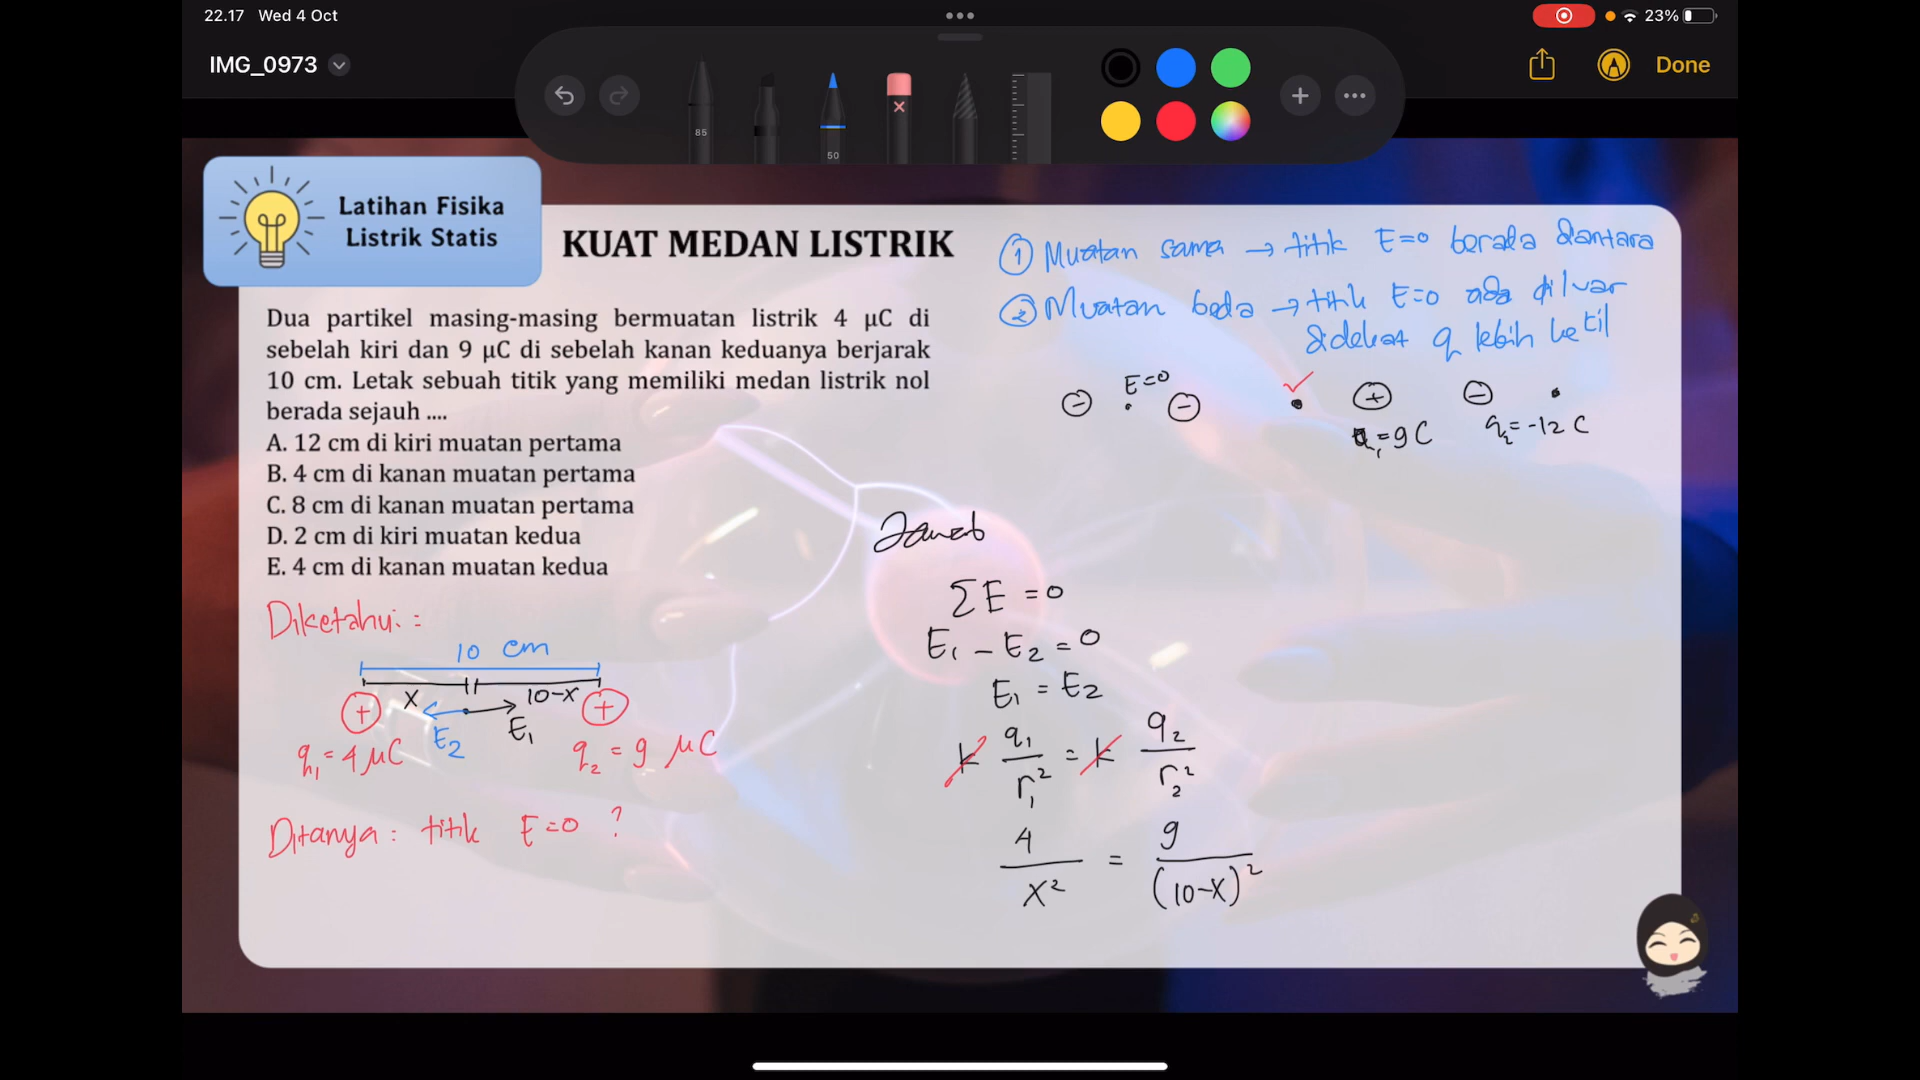 22.17 Wed 4 Oct
23%
IMG_0973
Done
85
50
Latihan Fisika
Listrik Statis
KUAT MEDAN LISTRIK
Dua partikel masing-masing bermuatan listrik 4 μC di
sebelah kiri dan 9 μC di sebelah kanan keduanya berjarak
10 cm. Letak sebuah titik yang memiliki medan listrik nol
berada sejauh ....
A. 12 cm di kiri muatan pertama
B. 4 cm di kanan muatan pertama
C. 8 cm di kanan muatan pertama
D. 2 cm di kiri muatan kedua
E. 4 cm di kanan muatan kedua
Diketahui :
10 cm
x 10-x
+ +
E₂ E₁
q₁ = 4 μC q₂ = 9 μC
Ditanya : titik E=0 ?
① Muatan sama → titik E=0 berada diantara
② Muatan beda → titik E=0 ada diluar
didekat q lebih kecil
E=0
- - + -
q₁ = 9 C q₂ = -12 C
Jawab
ΣE = 0
E₁ - E₂ = 0
E₁ = E₂
k q₁/r₁² = k q₂/r₂²
4/x² = 9/(10-x)²